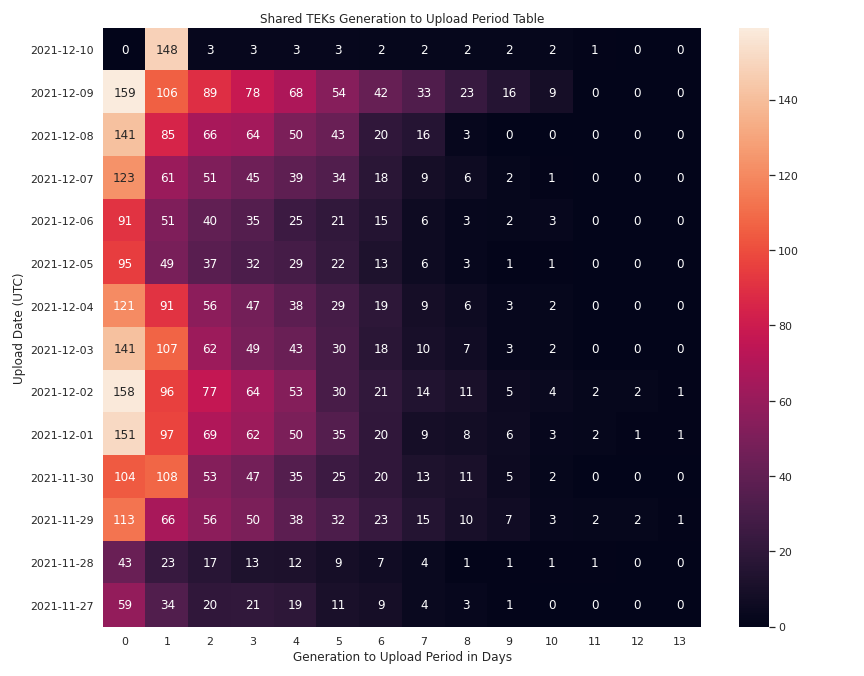 Shared TEKs Generation to Upload Period Table
Upload Date (UTC)
2021-12-10 0 148 3 3 3 3 2 2 2 2 2 1 0 0
2021-12-09 159 106 89 78 68 54 42 33 23 16 9 0 0 0
2021-12-08 141 85 66 64 50 43 20 16 3 0 0 0 0 0
2021-12-07 123 61 51 45 39 34 18 9 6 2 1 0 0 0
2021-12-06 91 51 40 35 25 21 15 6 3 2 3 0 0 0
2021-12-05 95 49 37 32 29 22 13 6 3 1 1 0 0 0
2021-12-04 121 91 56 47 38 29 19 9 6 3 2 0 0 0
2021-12-03 141 107 62 49 43 30 18 10 7 3 2 0 0 0
2021-12-02 158 96 77 64 53 30 21 14 11 5 4 2 2 1
2021-12-01 151 97 69 62 50 35 20 9 8 6 3 2 1 1
2021-11-30 104 108 53 47 35 25 20 13 11 5 2 0 0 0
2021-11-29 113 66 56 50 38 32 23 15 10 7 3 2 2 1
2021-11-28 43 23 17 13 12 9 7 4 1 1 1 1 0 0
2021-11-27 59 34 20 21 19 11 9 4 3 1 0 0 0 0
0 1 2 3 4 5 6 7 8 9 10 11 12 13
Generation to Upload Period in Days
140
120
100
80
60
40
20
0